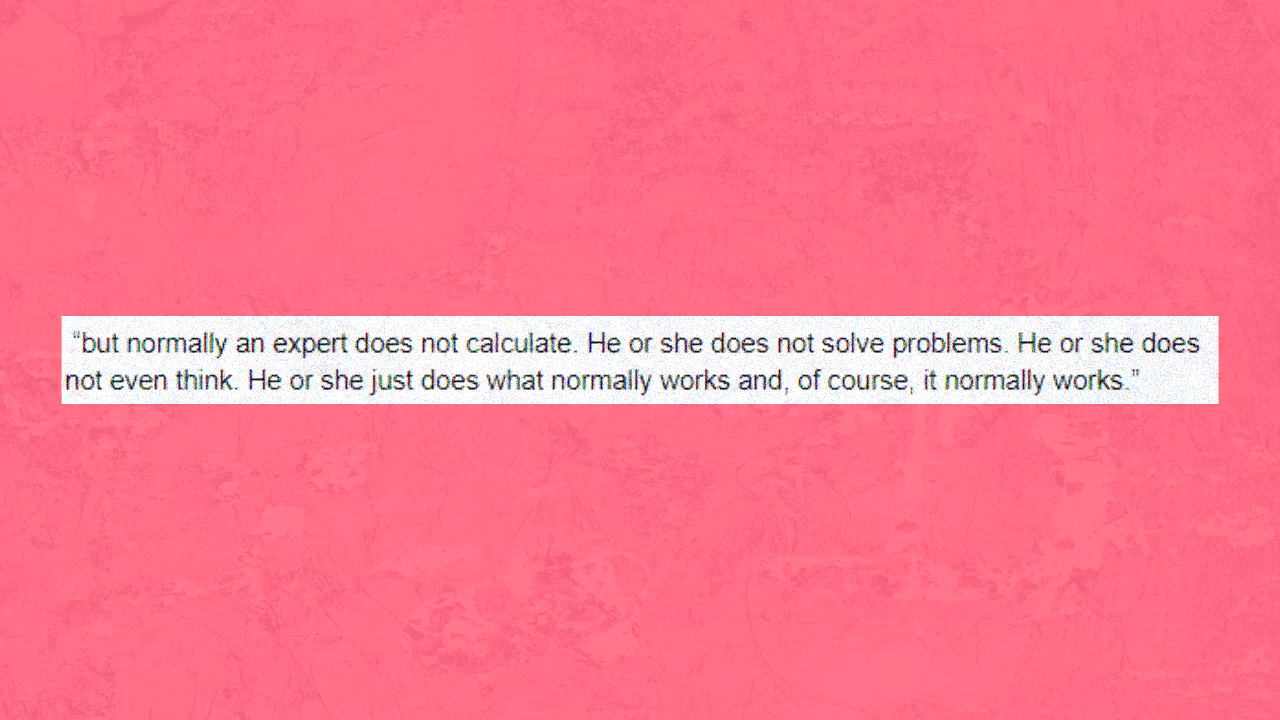 “but normally an expert does not calculate. He or she does not solve problems. He or she does
not even think. He or she just does what normally works and, of course, it normally works.”